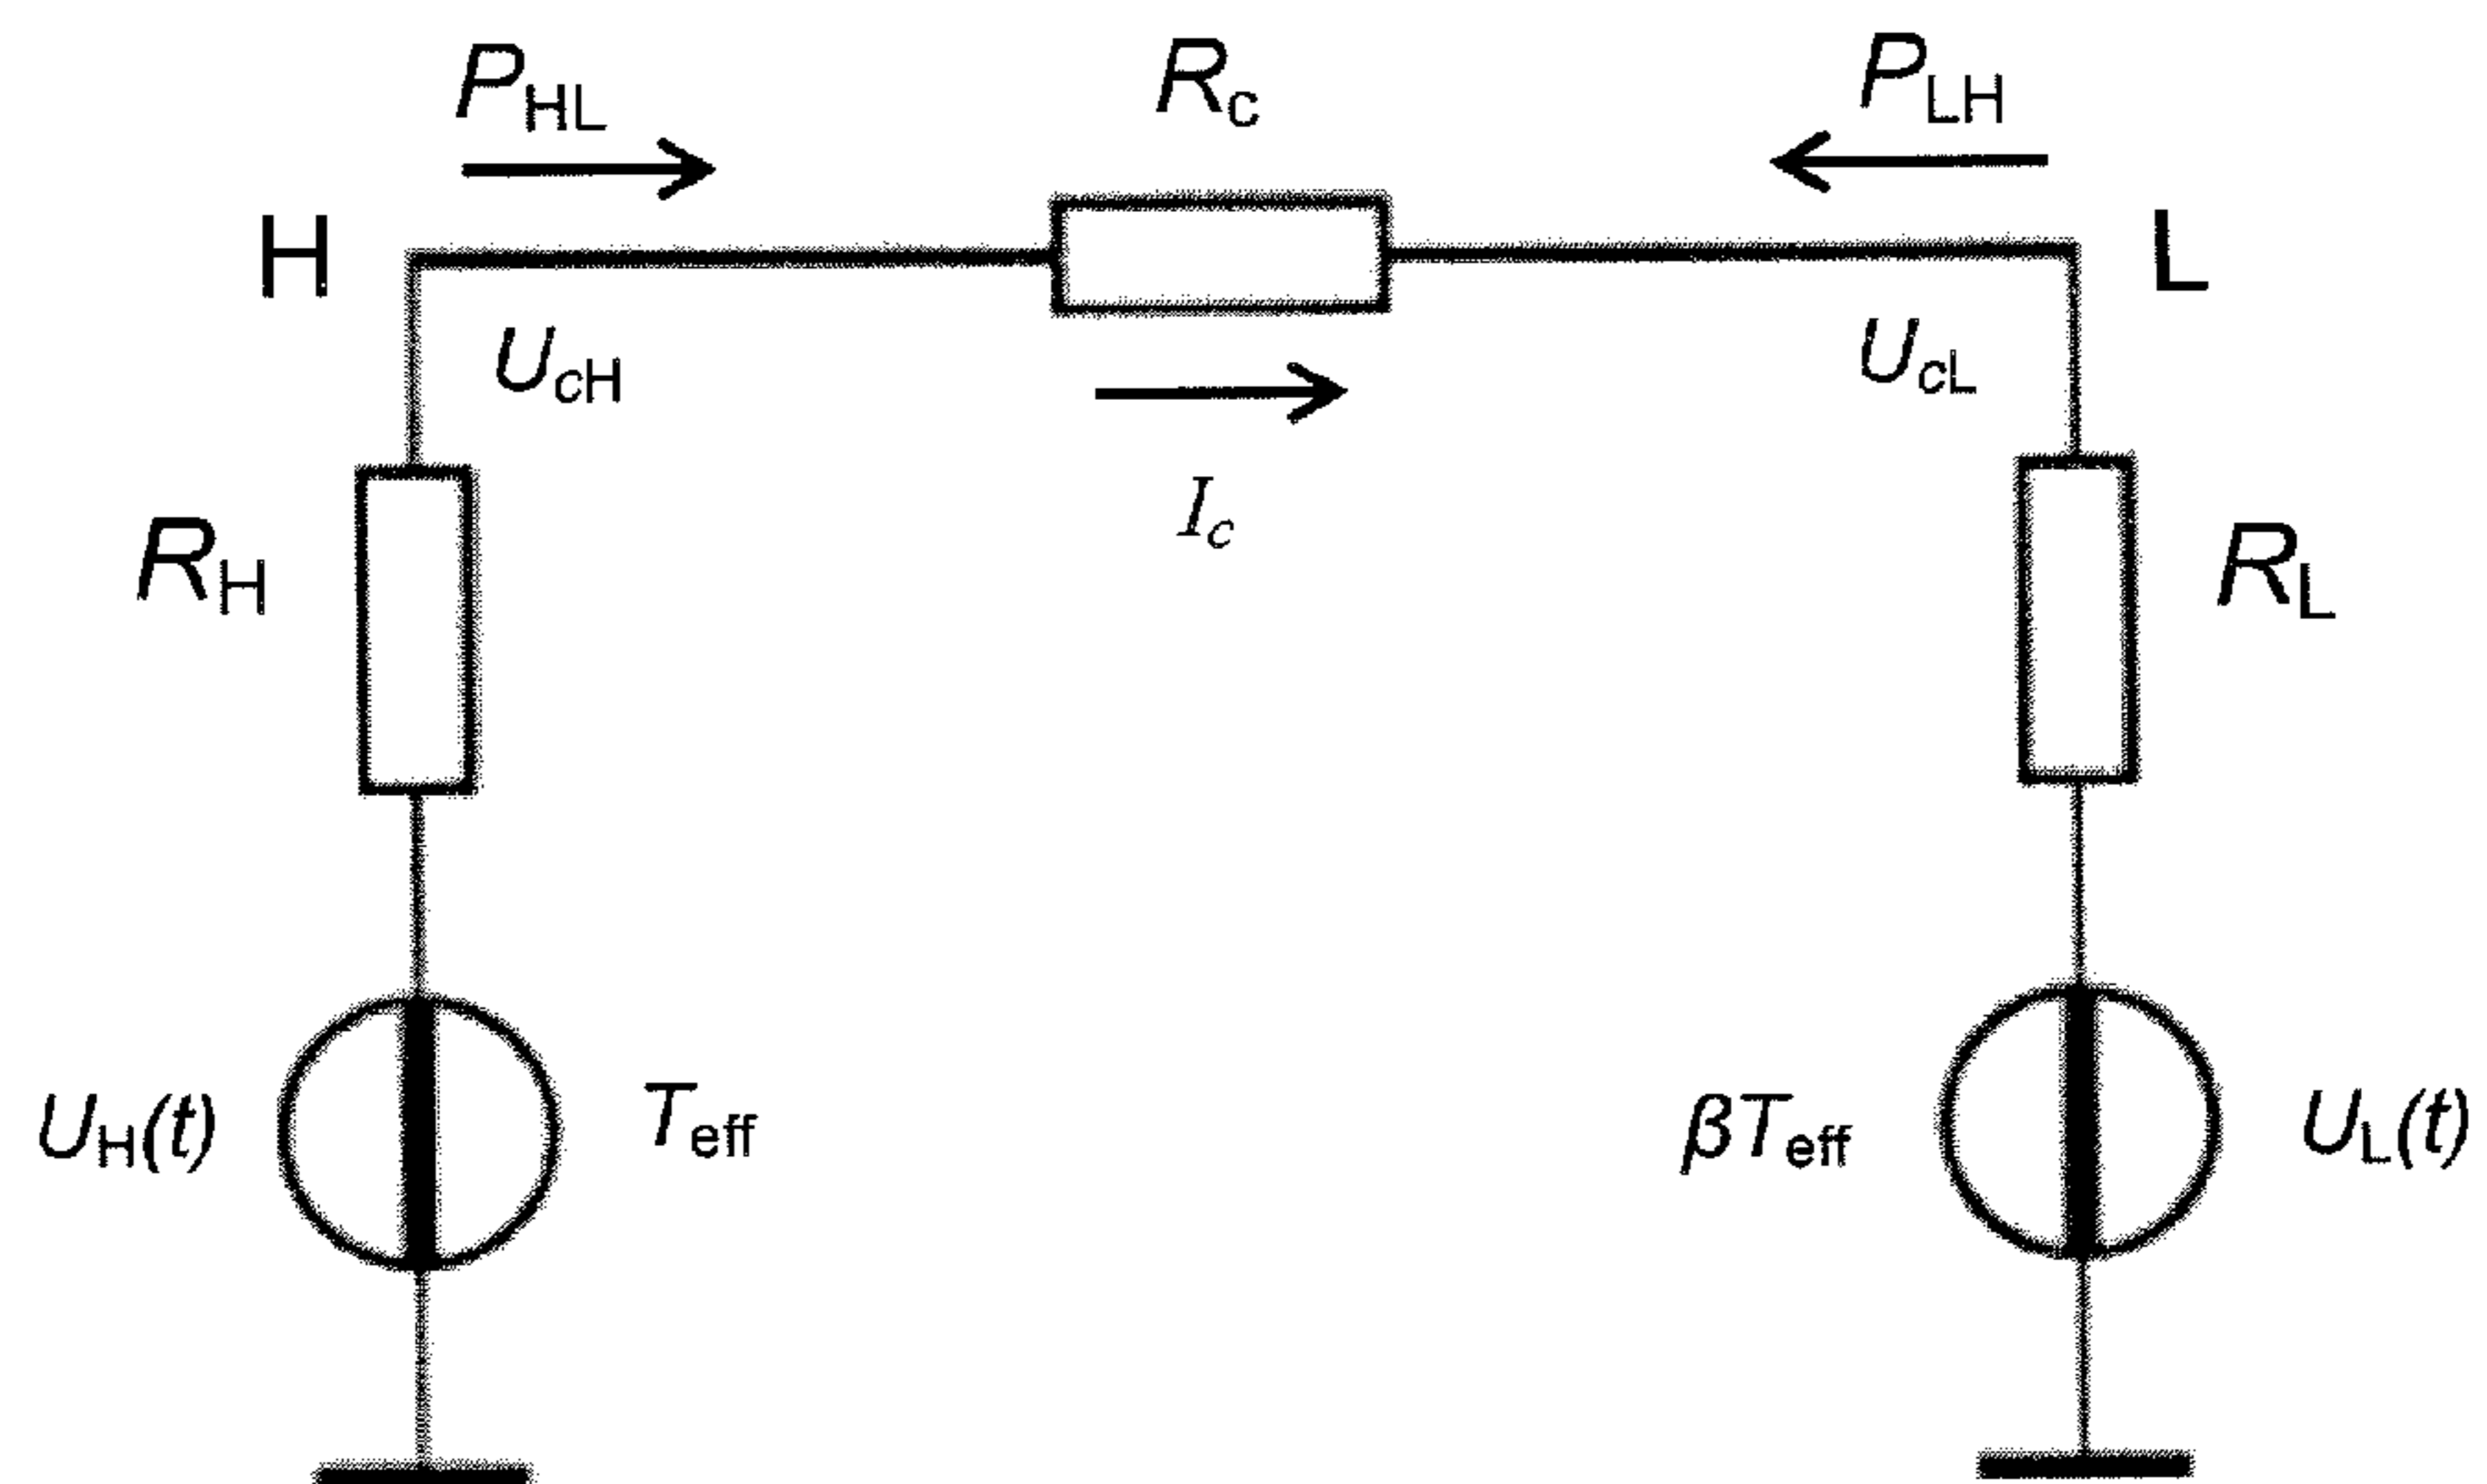 P_HL
R_c
P_LH
H
L
U_cH
U_cL
I_c
R_H
R_L
U_H(t)
T_eff
βT_eff
U_L(t)